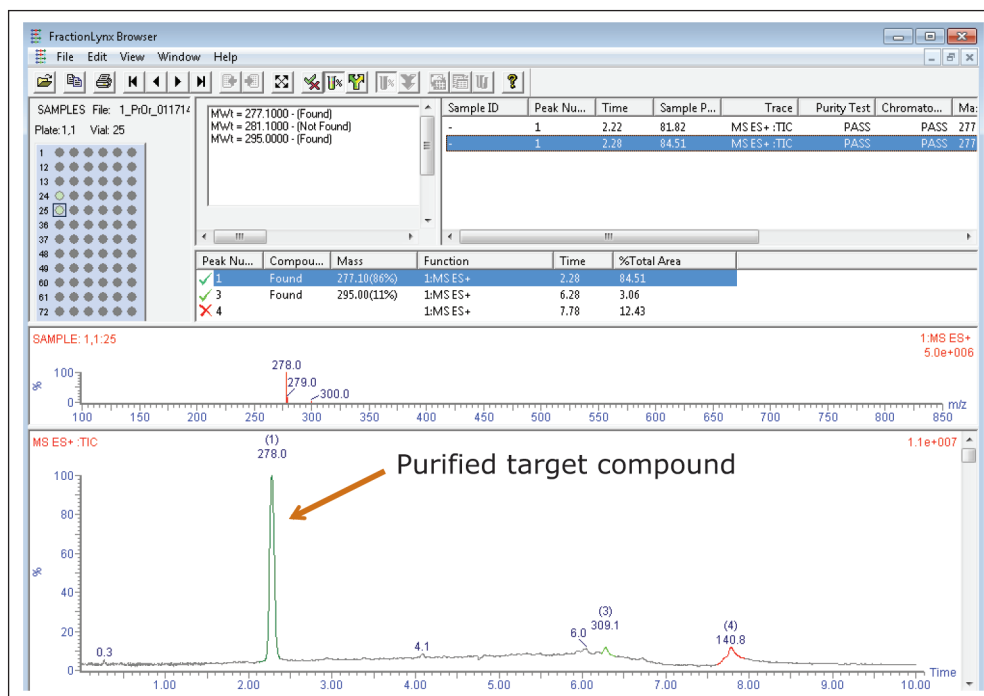 FractionLynx Browser
File Edit View Window Help
SAMPLES File: 1_Pr0r_011714
Plate:1,1 Vial: 25
1
12
13
24
25
36
37
48
49
60
61
72
MWt = 277.1000 - (Found)
MWt = 281.1000 - (Not Found)
MWt = 295.0000 - (Found)
Sample ID Peak Nu... Time Sample P... Trace Purity Test Chromato... Ma
- 1 2.22 81.82 MS ES+ :TIC PASS PASS 277
- 1 2.28 84.51 MS ES+ :TIC PASS PASS 277
Peak Nu... Compou... Mass Function Time %Total Area
1 Found 277.10(86%) 1:MS ES+ 2.28 84.51
3 Found 295.00(11%) 1:MS ES+ 6.28 3.06
4 1:MS ES+ 7.78 12.43
SAMPLE: 1,1:25 1:MS ES+
5.0e+006
278.0
279.0
300.0
100
%
0
100 150 200 250 300 350 400 450 500 550 600 650 700 750 800 850 m/z
MS ES+ :TIC 1.1e+007
(1)
278.0
Purified target compound
100
80
60
%
40
20
0
0.3
4.1
6.0
(3)
309.1
(4)
140.8
1.00 2.00 3.00 4.00 5.00 6.00 7.00 8.00 9.00 10.00 Time